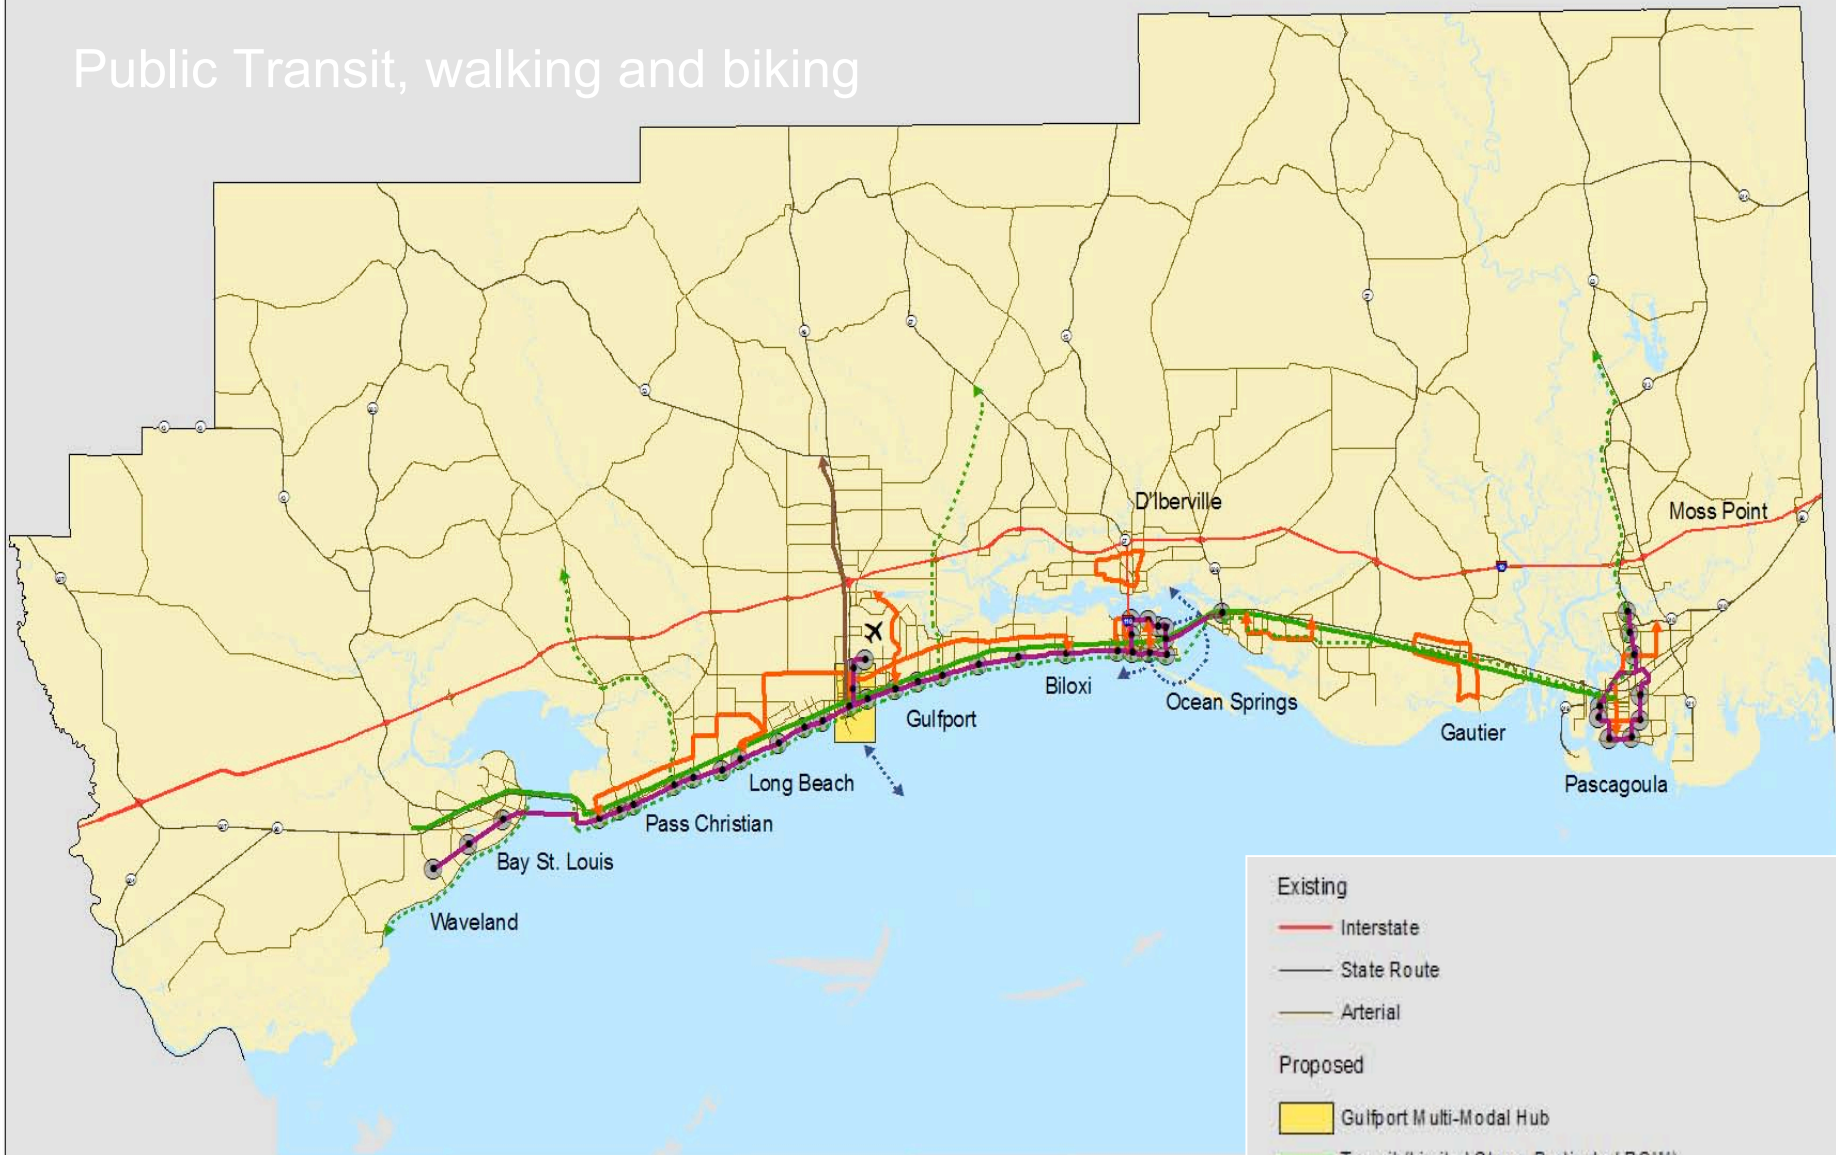 Public Transit, walking and biking
D'Iberville
Moss Point
Biloxi
Ocean Springs
Gulfport
Gautier
Long Beach
Pascagoula
Pass Christian
Bay St. Louis
Waveland
Existing
Interstate
State Route
Arterial
Proposed
Gulfport Multi-Modal Hub